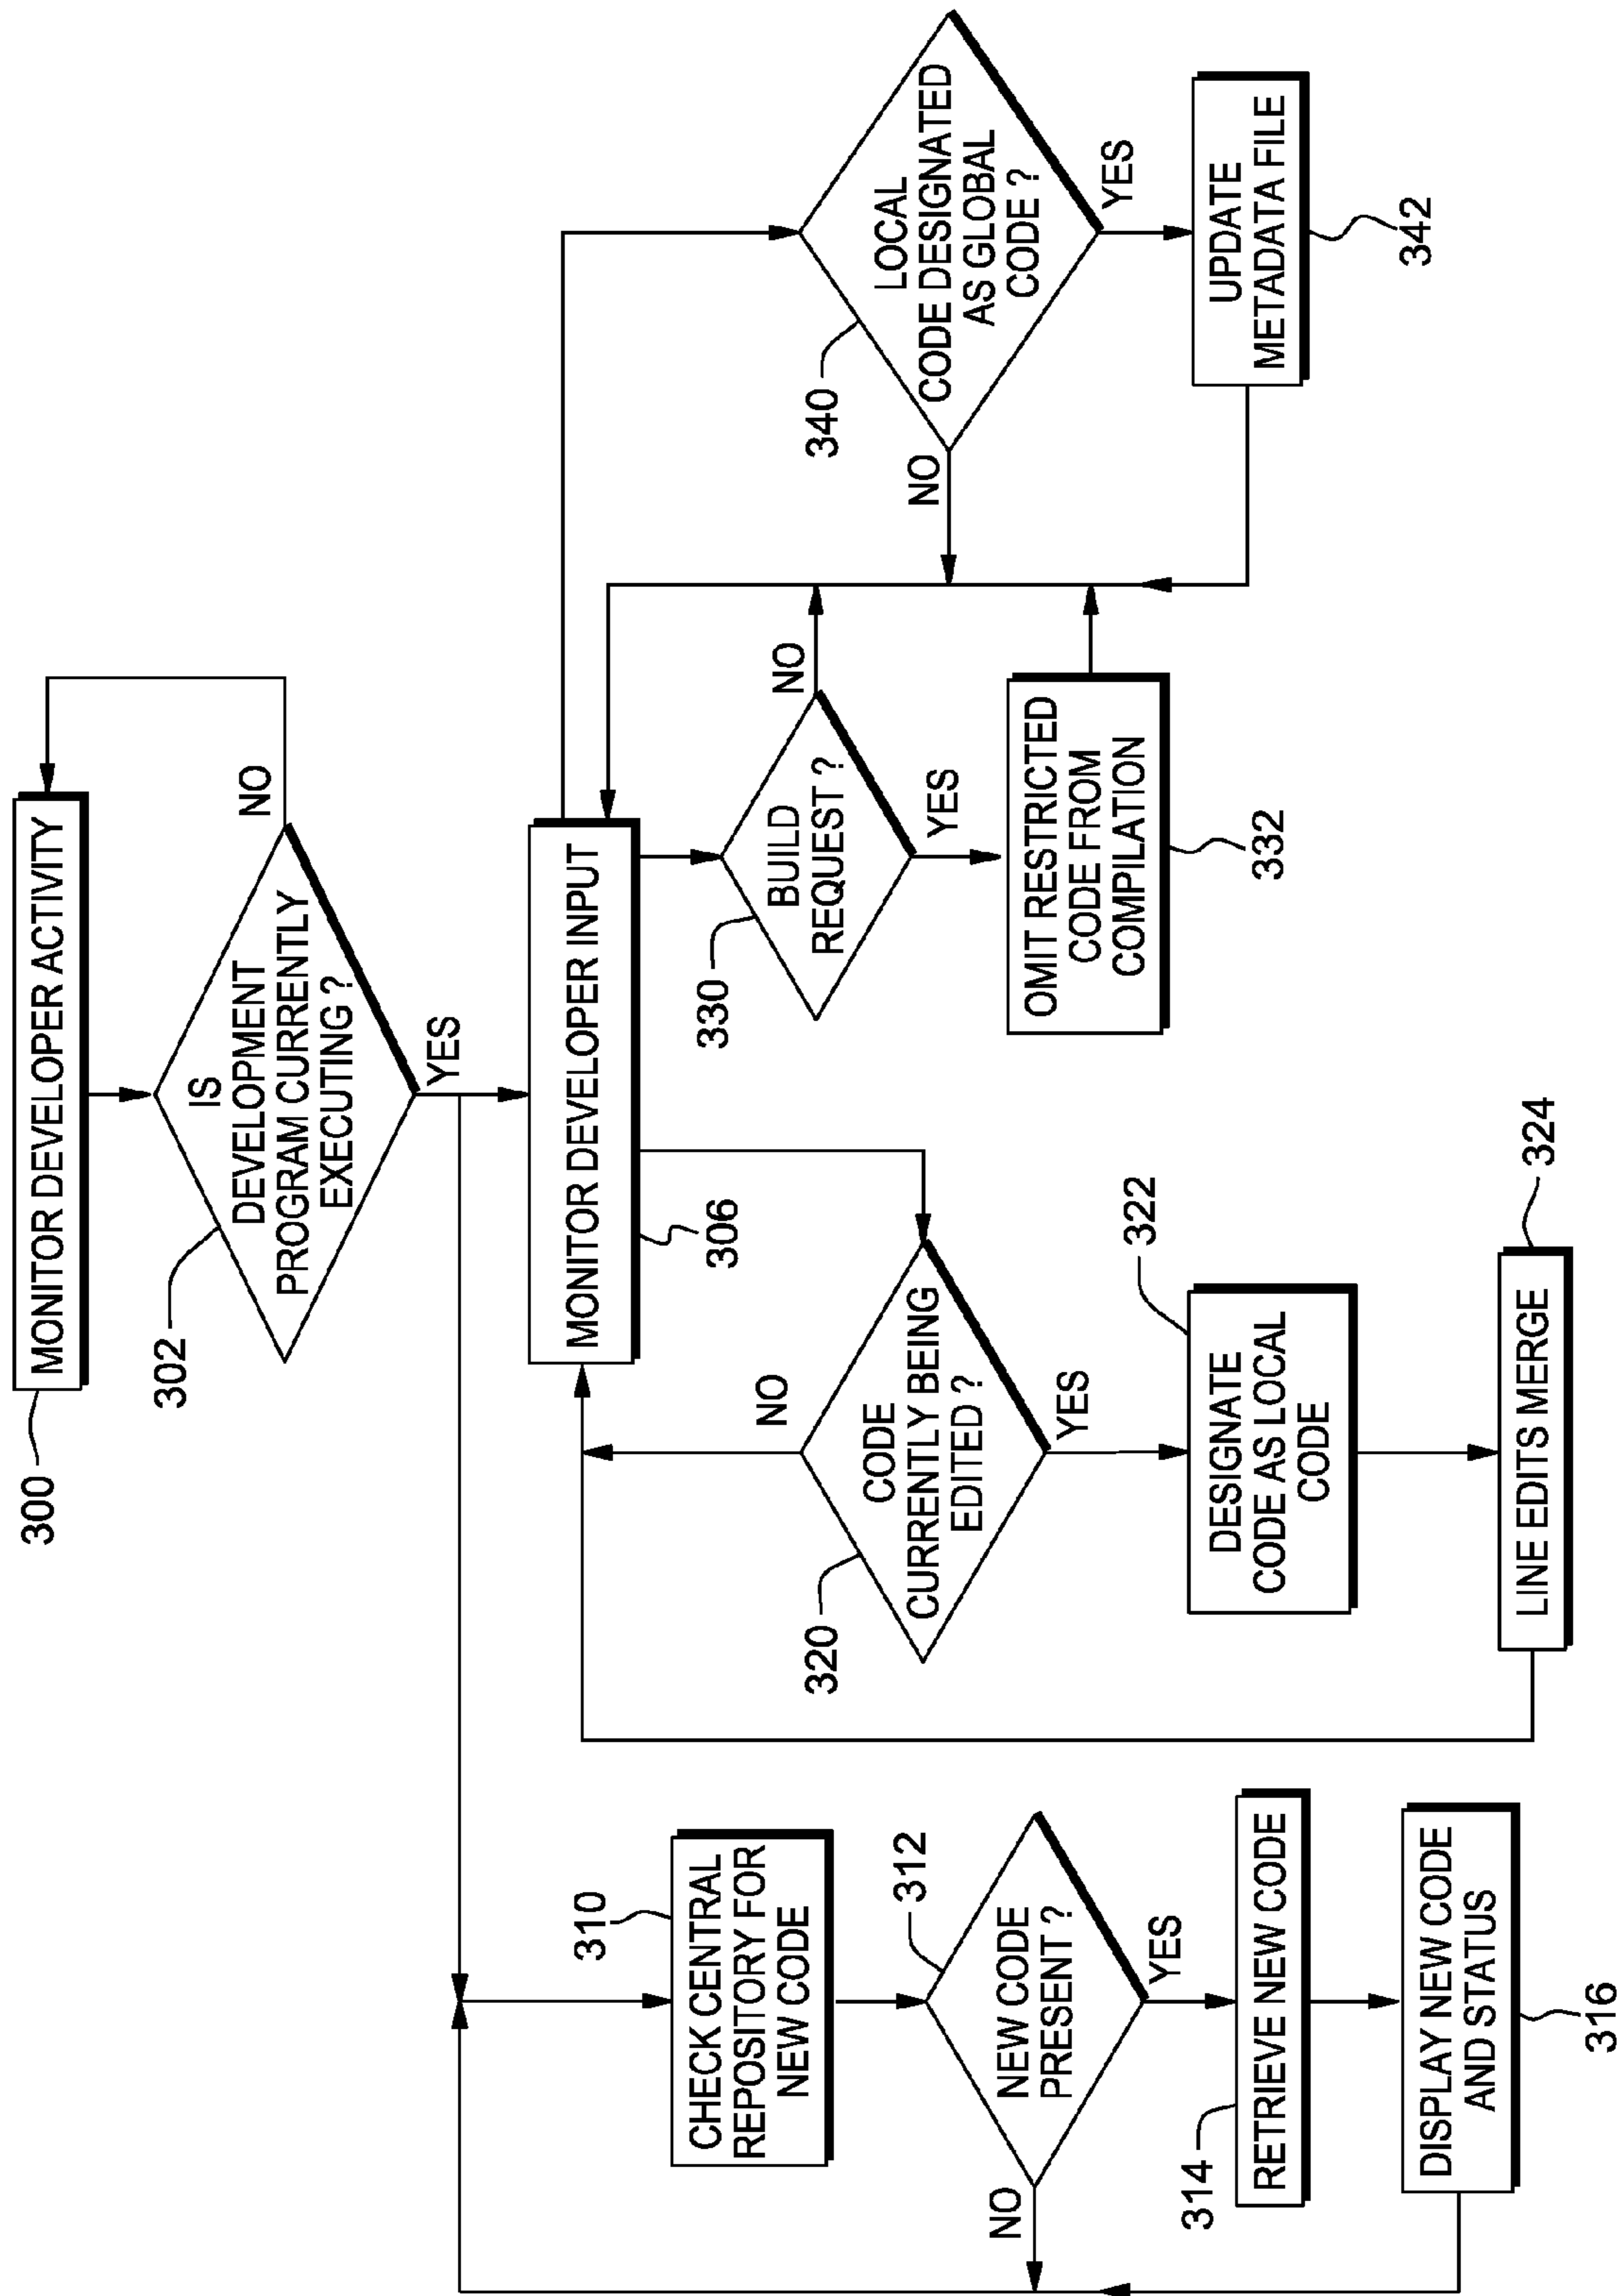 300
MONITOR DEVELOPER ACTIVITY
302
IS
DEVELOPMENT
PROGRAM CURRENTLY
EXECUTING ?
NO
YES
MONITOR DEVELOPER INPUT
306
310
CHECK CENTRAL
REPOSITORY FOR
NEW CODE
312
NEW CODE
PRESENT ?
NO
YES
314
RETRIEVE NEW CODE
DISPLAY NEW CODE
AND STATUS
316
320
CODE
CURRENTLY BEING
EDITED ?
NO
YES
322
DESIGNATE
CODE AS LOCAL
CODE
324
LINE EDITS MERGE
330
BUILD
REQUEST ?
NO
YES
OMIT RESTRICTED
CODE FROM
COMPILATION
332
340
LOCAL
CODE DESIGNATED
AS GLOBAL
CODE ?
NO
YES
UPDATE
METADATA FILE
342